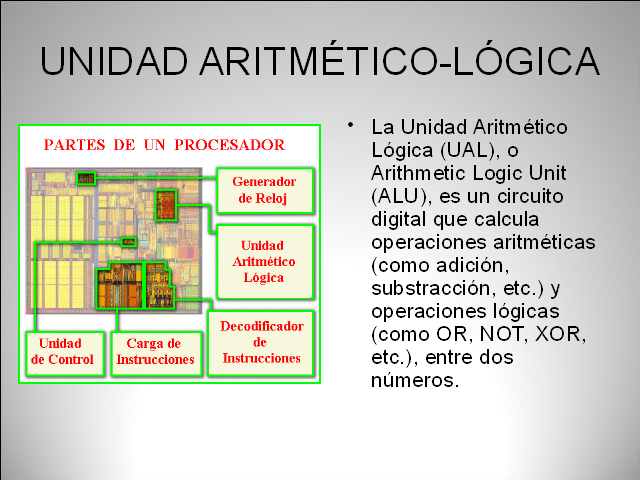 UNIDAD ARITMÉTICO-LÓGICA
PARTES DE UN PROCESADOR
Generador
de Reloj
Unidad
Aritmético
Lógica
Decodificador
de
Instrucciones
Carga de
Instrucciones
Unidad
de Control
• La Unidad Aritmético
Lógica (UAL), o
Arithmetic Logic Unit
(ALU), es un circuito
digital que calcula
operaciones aritméticas
(como adición,
substracción, etc.) y
operaciones lógicas
(como OR, NOT, XOR,
etc.), entre dos
números.